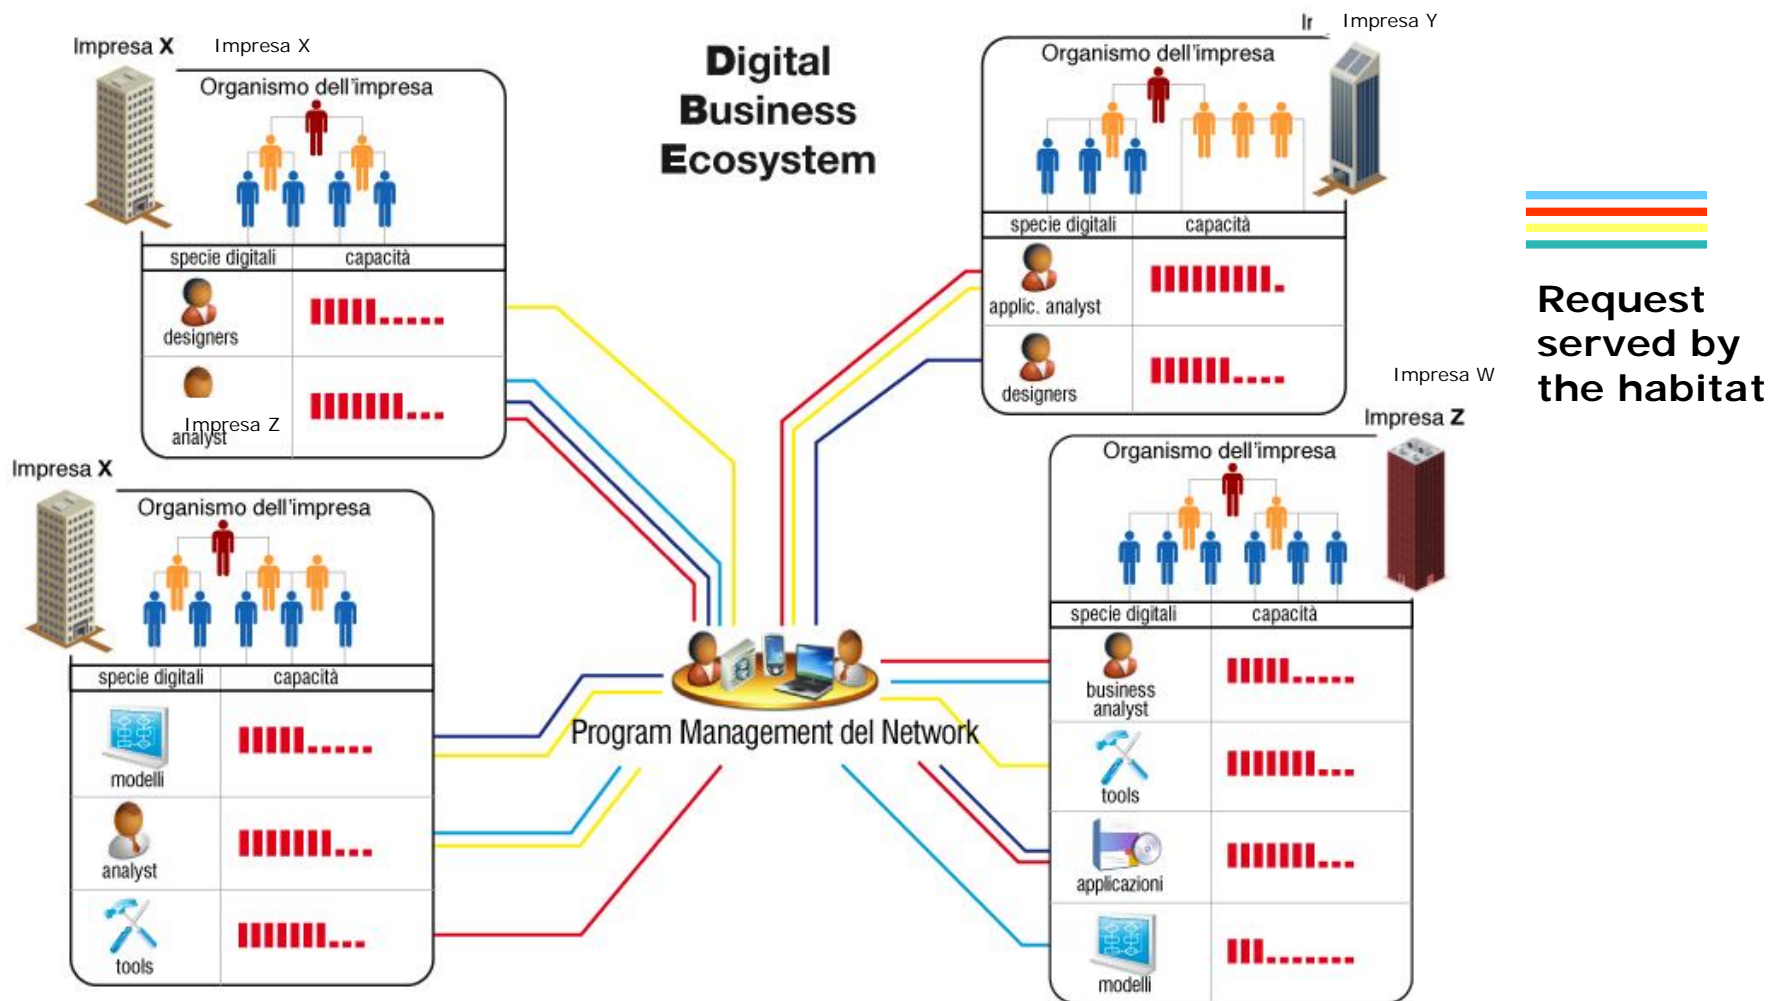 Impresa X
Impresa X
Organismo dell'impresa
specie digitali
capacità
designers
analyst
Impresa Z
Digital
Business
Ecosystem
Impresa Y
Organismo dell'impresa
specie digitali
capacità
applic. analyst
designers
Request
served by
the habitat
Impresa X
Organismo dell'impresa
specie digitali
capacità
modelli
analyst
tools
Program Management del Network
Impresa W
Impresa Z
Organismo dell'impresa
specie digitali
capacità
business
analyst
tools
applicazioni
modelli